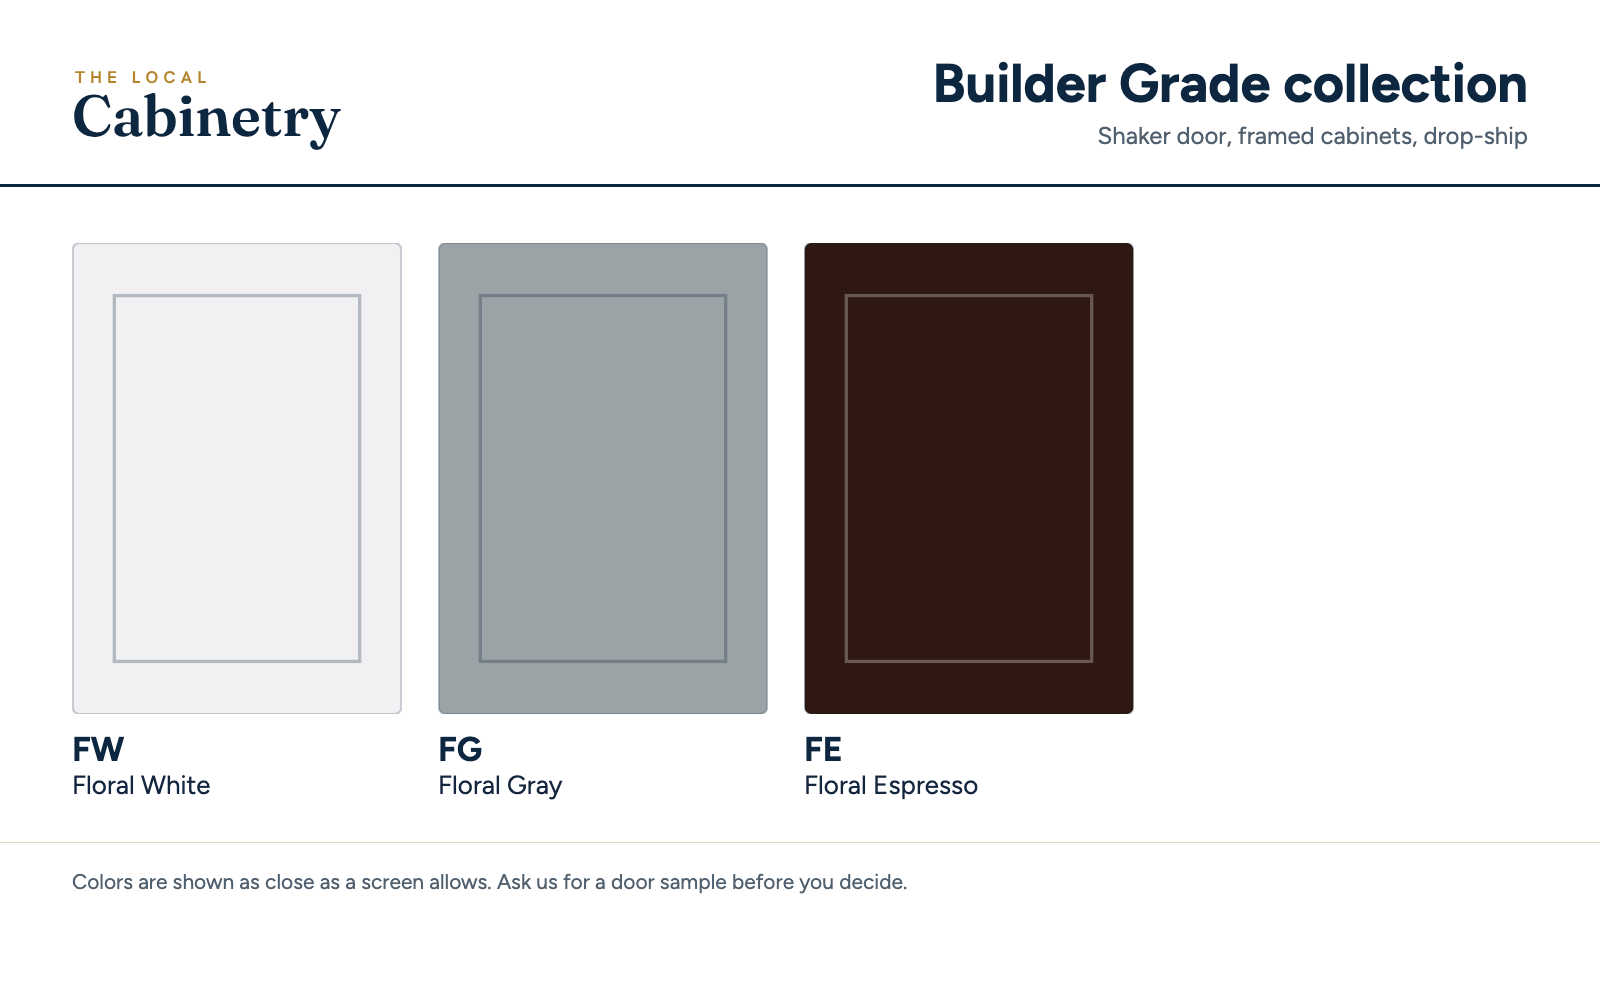 THE LOCAL
Cabinetry
Builder Grade collection
Shaker door, framed cabinets, drop-ship
FW
Floral White
FG
Floral Gray
FE
Floral Espresso
Colors are shown as close as a screen allows. Ask us for a door sample before you decide.